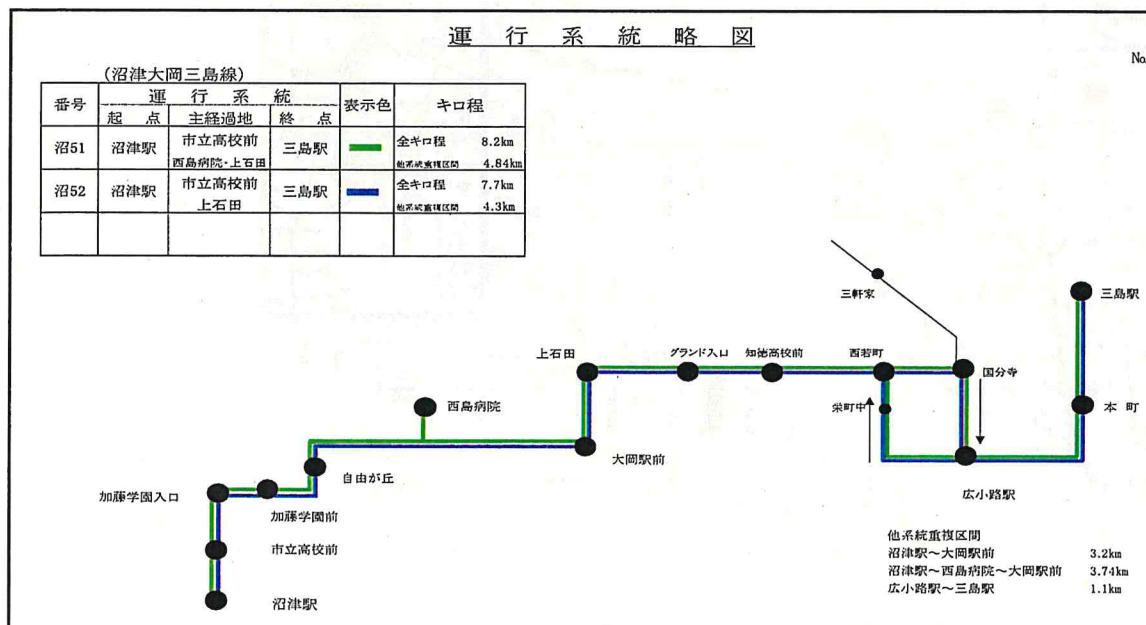 運行系統略図
No.
(沼津大岡三島線)
番号 運行系統 表示色 キロ程
起点 主経過地 終点
沼51 沼津駅 市立高校前 西島病院・上石田 三島駅 全キロ程 8.2km 他系統重複区間 4.84km
沼52 沼津駅 市立高校前 上石田 三島駅 全キロ程 7.7km 他系統重複区間 4.3km
三軒家
三島駅
上石田
グランド入口
知徳高校前
西若町
国分寺
西島病院
栄町中
本町
大岡駅前
自由が丘
広小路駅
加藤学園入口
加藤学園前
市立高校前
沼津駅
他系統重複区間
沼津駅～大岡駅前 3.2km
沼津駅～西島病院～大岡駅前 3.74km
広小路駅～三島駅 1.1km